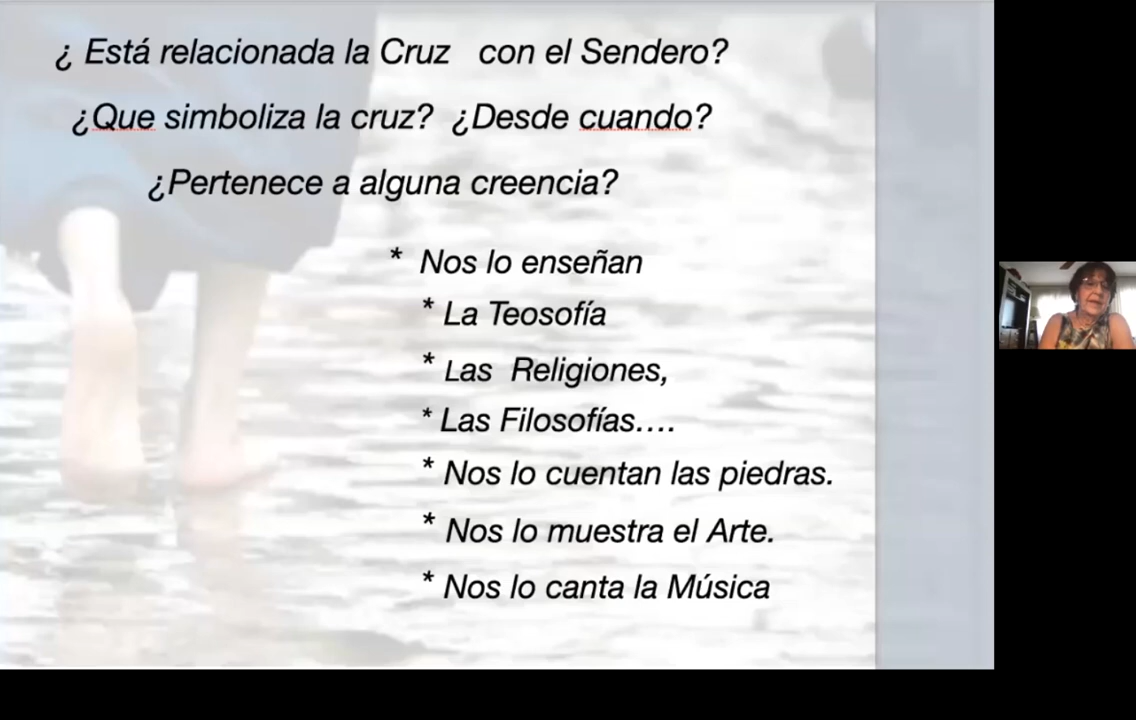 ¿ Está relacionada la Cruz con el Sendero?
¿Que simboliza la cruz? ¿Desde cuando?
¿Pertenece a alguna creencia?
* Nos lo enseñan
* La Teosofía
* Las Religiones,
* Las Filosofías....
* Nos lo cuentan las piedras.
* Nos lo muestra el Arte.
* Nos lo canta la Música